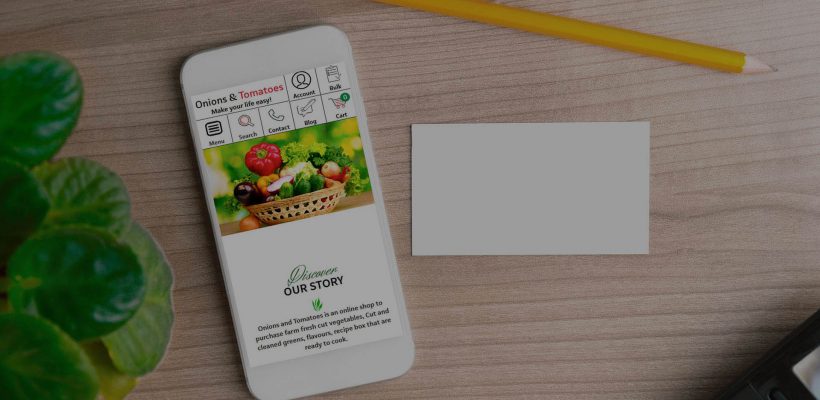 Onions & Tomatoes
Make your life easy!
Account
Bulk
Menu
Search
Contact
Blog
0
Cart
Discover
OUR STORY
Onions and Tomatoes is an online shop to
purchase farm fresh cut vegetables, Cut and
cleaned greens, flavours, recipe box that are
ready to cook.